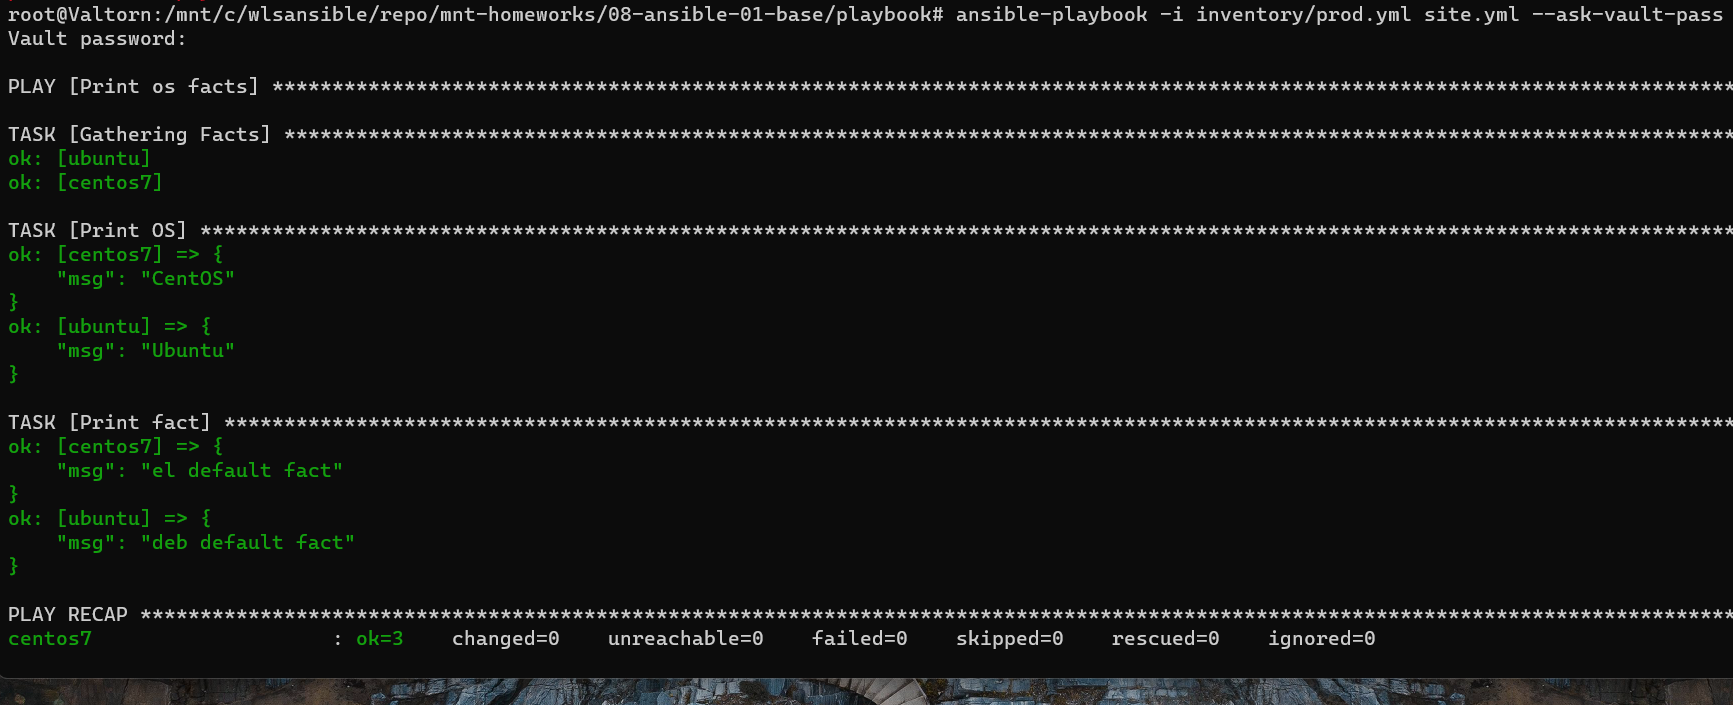 root@Valtorn:/mnt/c/wlsansible/repo/mnt-homeworks/08-ansible-01-base/playbook# ansible-playbook -i inventory/prod.yml site.yml --ask-vault-pass
Vault password:
PLAY [Print os facts] **************************************************************************************************************************
TASK [Gathering Facts] *************************************************************************************************************************
ok: [ubuntu]
ok: [centos7]
TASK [Print OS] ********************************************************************************************************************************
ok: [centos7] => {
    "msg": "CentOS"
}
ok: [ubuntu] => {
    "msg": "Ubuntu"
}
TASK [Print fact] ******************************************************************************************************************************
ok: [centos7] => {
    "msg": "el default fact"
}
ok: [ubuntu] => {
    "msg": "deb default fact"
}
PLAY RECAP *************************************************************************************************************************************
centos7                    : ok=3    changed=0    unreachable=0    failed=0    skipped=0    rescued=0    ignored=0